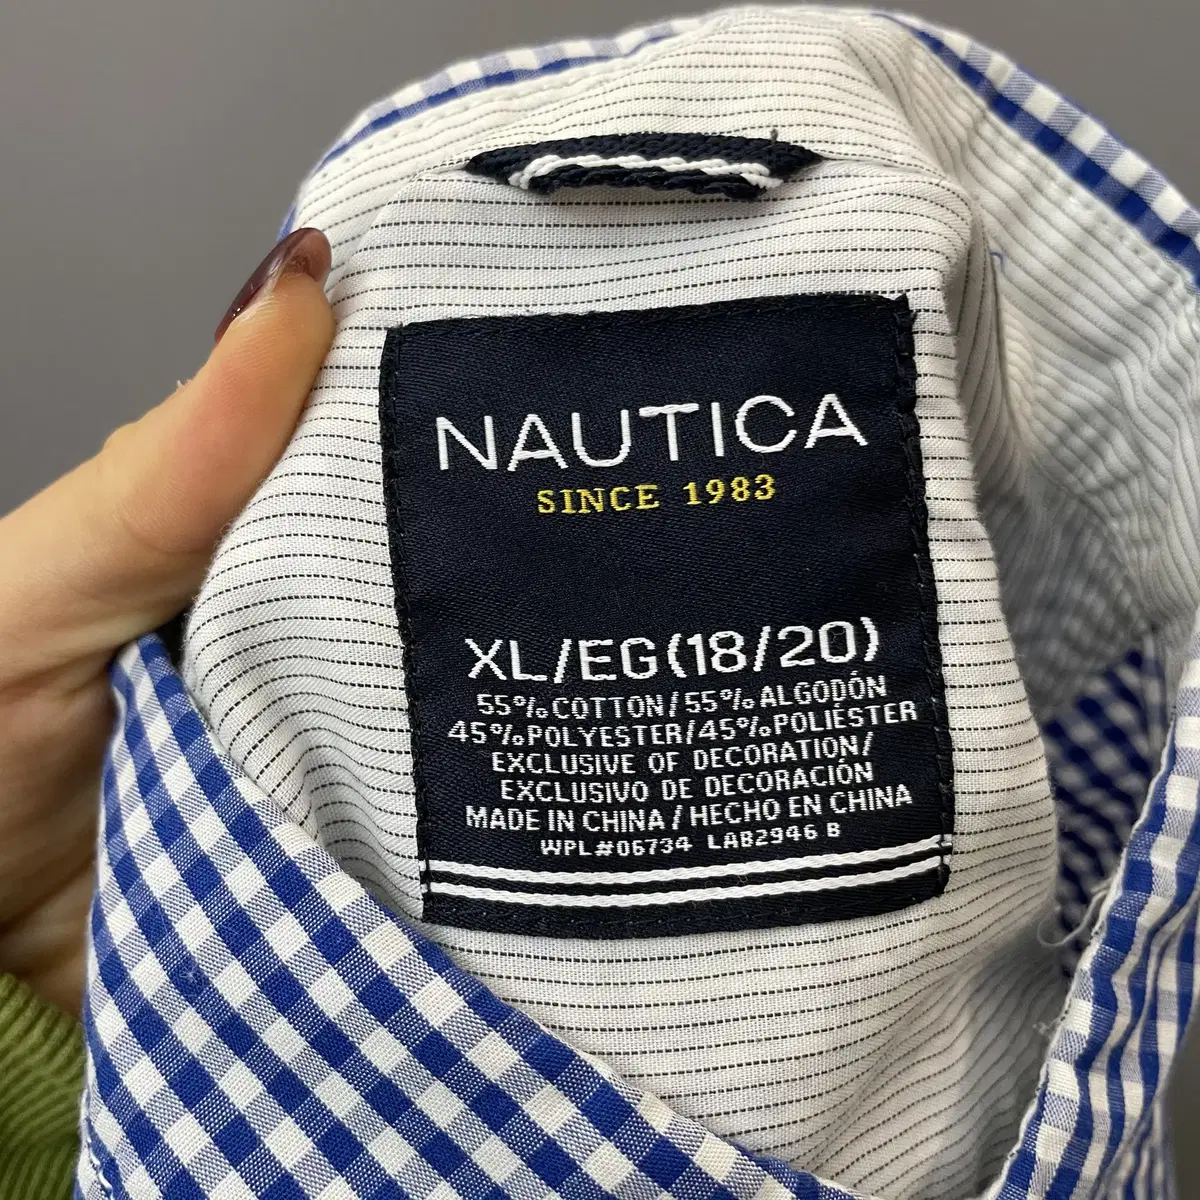 NAUTICA
SINCE 1983
XL/EG(18/20)
55% COTTON/55% ALGODÓN
45% POLYESTER/45% POLIÉSTER
EXCLUSIVE OF DECORATION/
EXCLUSIVO DE DECORACIÓN
MADE IN CHINA/HECHO EN CHINA
WPL#06734 LAB2946 B